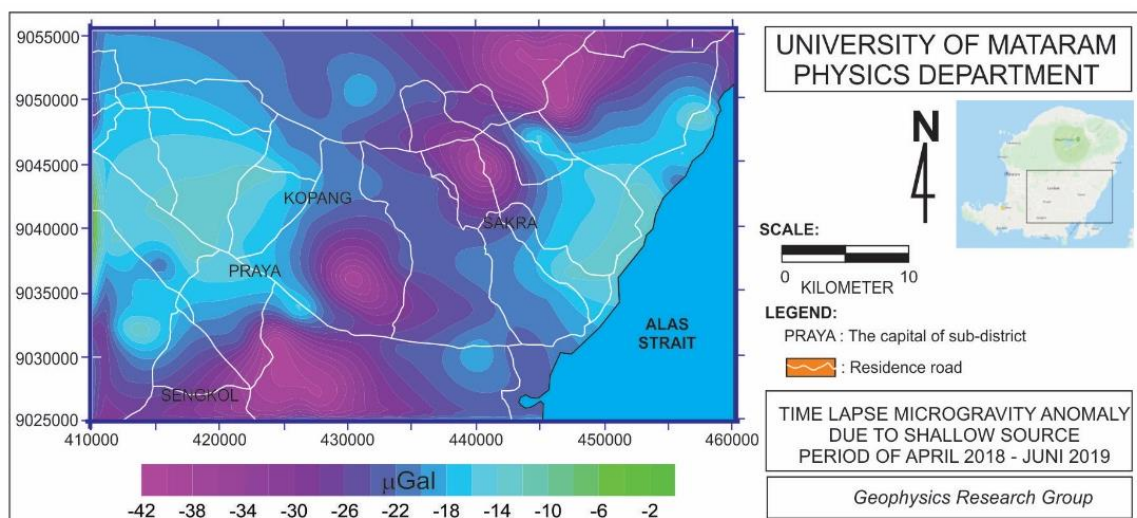 UNIVERSITY OF MATARAM
PHYSICS DEPARTMENT
9055000
9050000
9045000
9040000
9035000
9030000
9025000
410000
420000
430000
440000
450000
460000
KOPANG
SAKRA
PRAYA
SENGKOL
ALAS
STRAIT
N
SCALE:
0
10
KILOMETER
LEGEND:
PRAYA : The capital of sub-district
: Residence road
TIME LAPSE MICROGRAVITY ANOMALY
DUE TO SHALLOW SOURCE
PERIOD OF APRIL 2018 - JUNI 2019
Geophysics Research Group
µGal
-42 -38 -34 -30 -26 -22 -18 -14 -10 -6 -2